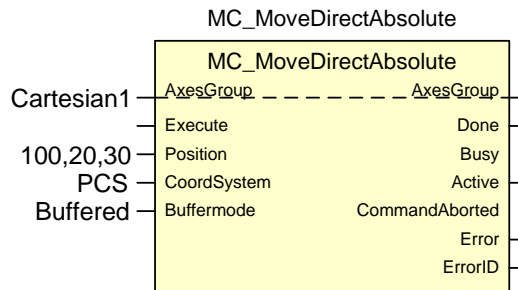 MC_MoveDirectAbsolute
MC_MoveDirectAbsolute
Cartesian1 AxesGroup AxesGroup
Execute Done
100,20,30 Position Busy
PCS CoordSystem Active
Buffered Buffermode CommandAborted
Error
ErrorID